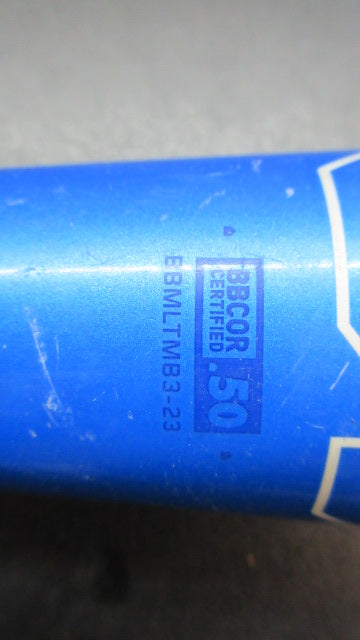 BBCOR
CERTIFIED
.50
EBMLTMB3-23